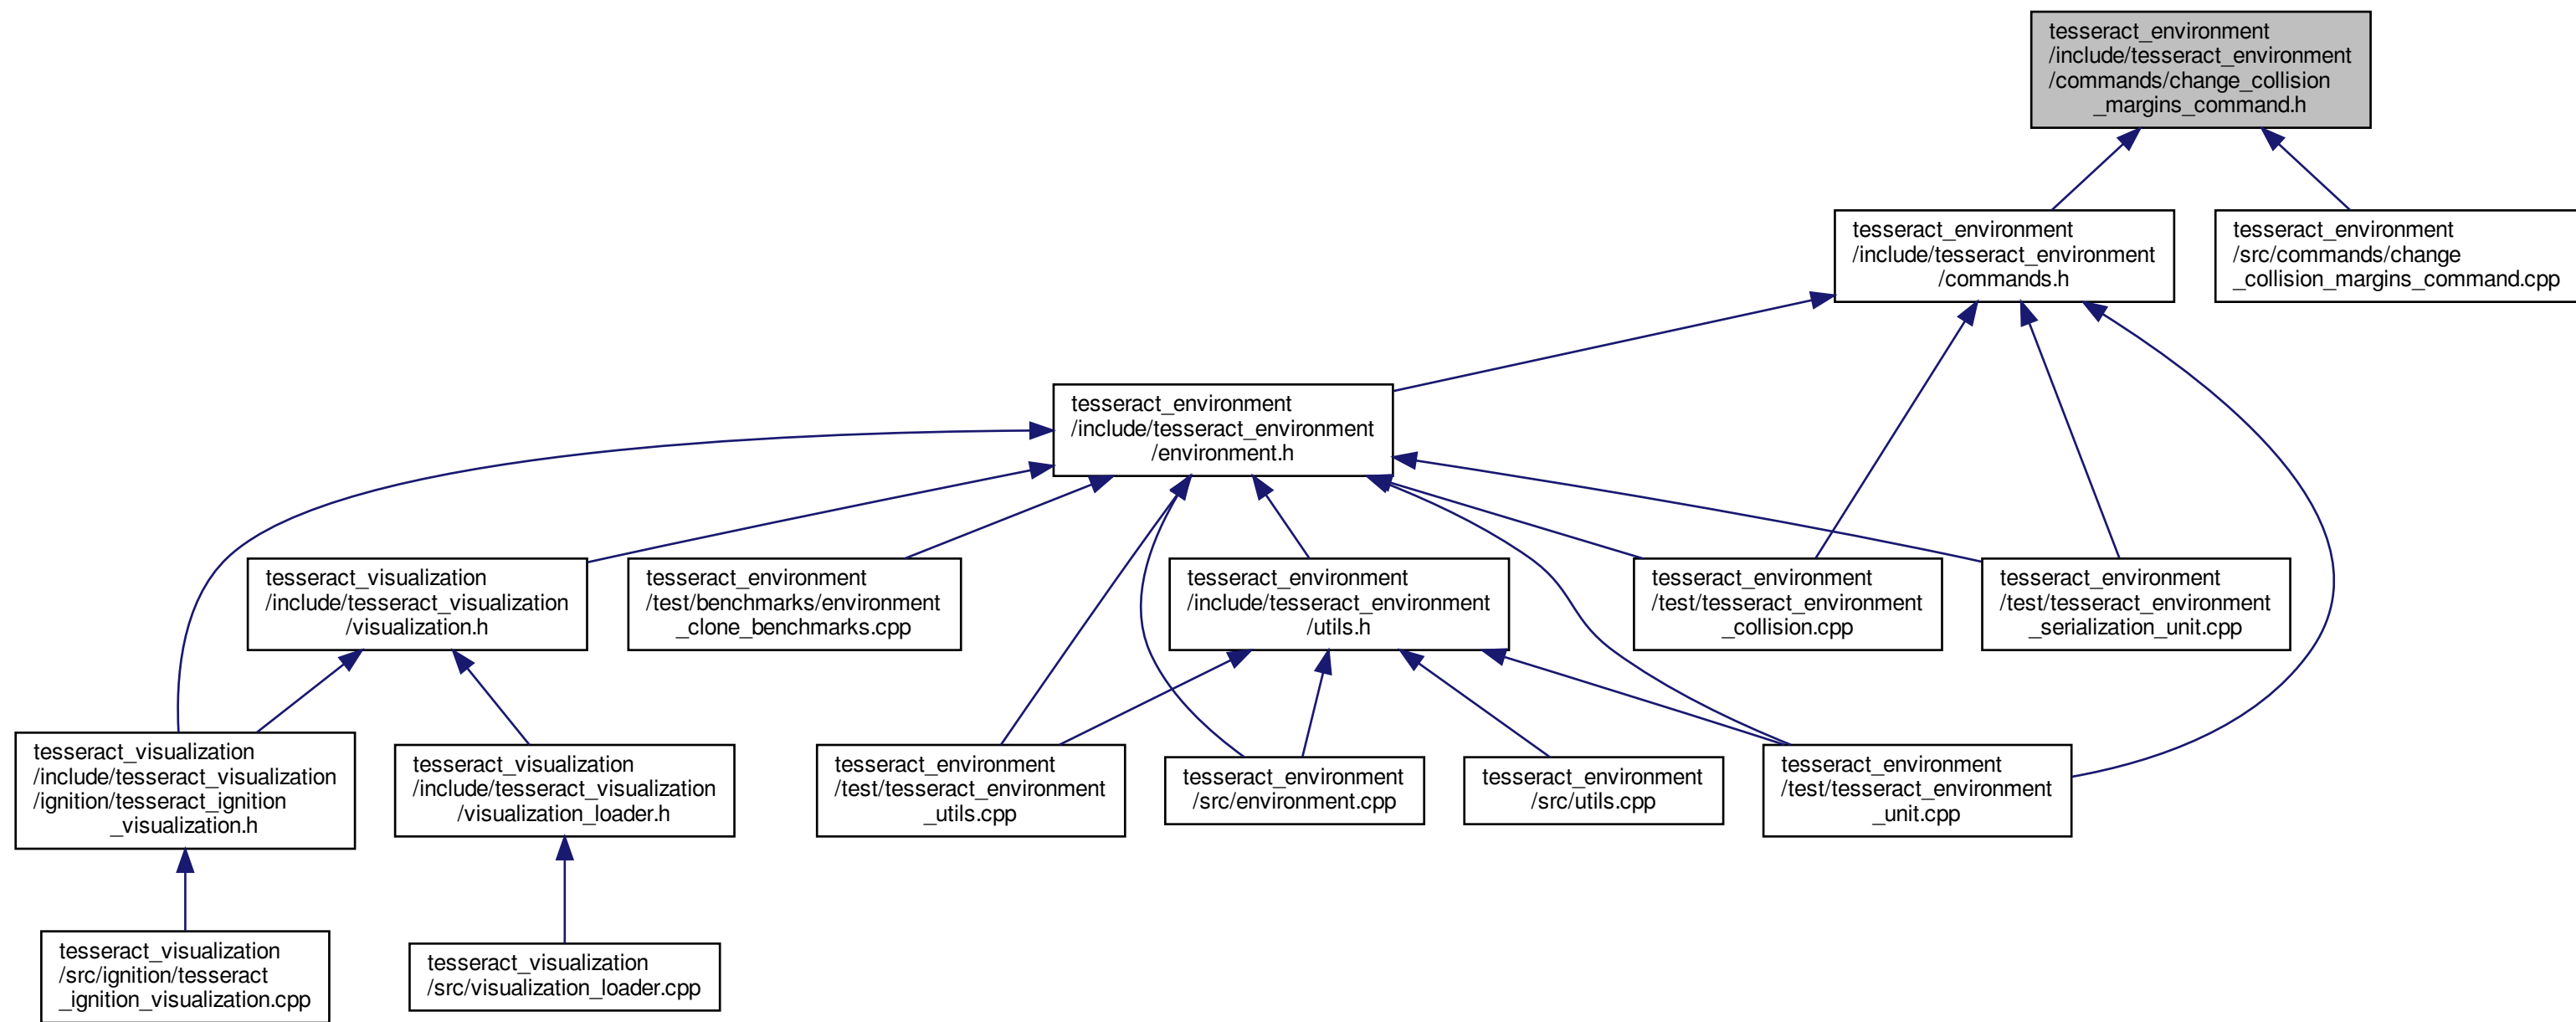 tesseract_environment
/include/tesseract_environment
/commands/change_collision
_margins_command.h
tesseract_environment
/include/tesseract_environment
/commands.h
tesseract_environment
/src/commands/change
_collision_margins_command.cpp
tesseract_environment
/include/tesseract_environment
/environment.h
tesseract_visualization
/include/tesseract_visualization
/visualization.h
tesseract_environment
/test/benchmarks/environment
_clone_benchmarks.cpp
tesseract_environment
/include/tesseract_environment
/utils.h
tesseract_environment
/test/tesseract_environment
_collision.cpp
tesseract_environment
/test/tesseract_environment
_serialization_unit.cpp
tesseract_visualization
/include/tesseract_visualization
/ignition/tesseract_ignition
_visualization.h
tesseract_visualization
/include/tesseract_visualization
/visualization_loader.h
tesseract_environment
/test/tesseract_environment
_utils.cpp
tesseract_environment
/src/environment.cpp
tesseract_environment
/src/utils.cpp
tesseract_environment
/test/tesseract_environment
_unit.cpp
tesseract_visualization
/src/ignition/tesseract
_ignition_visualization.cpp
tesseract_visualization
/src/visualization_loader.cpp